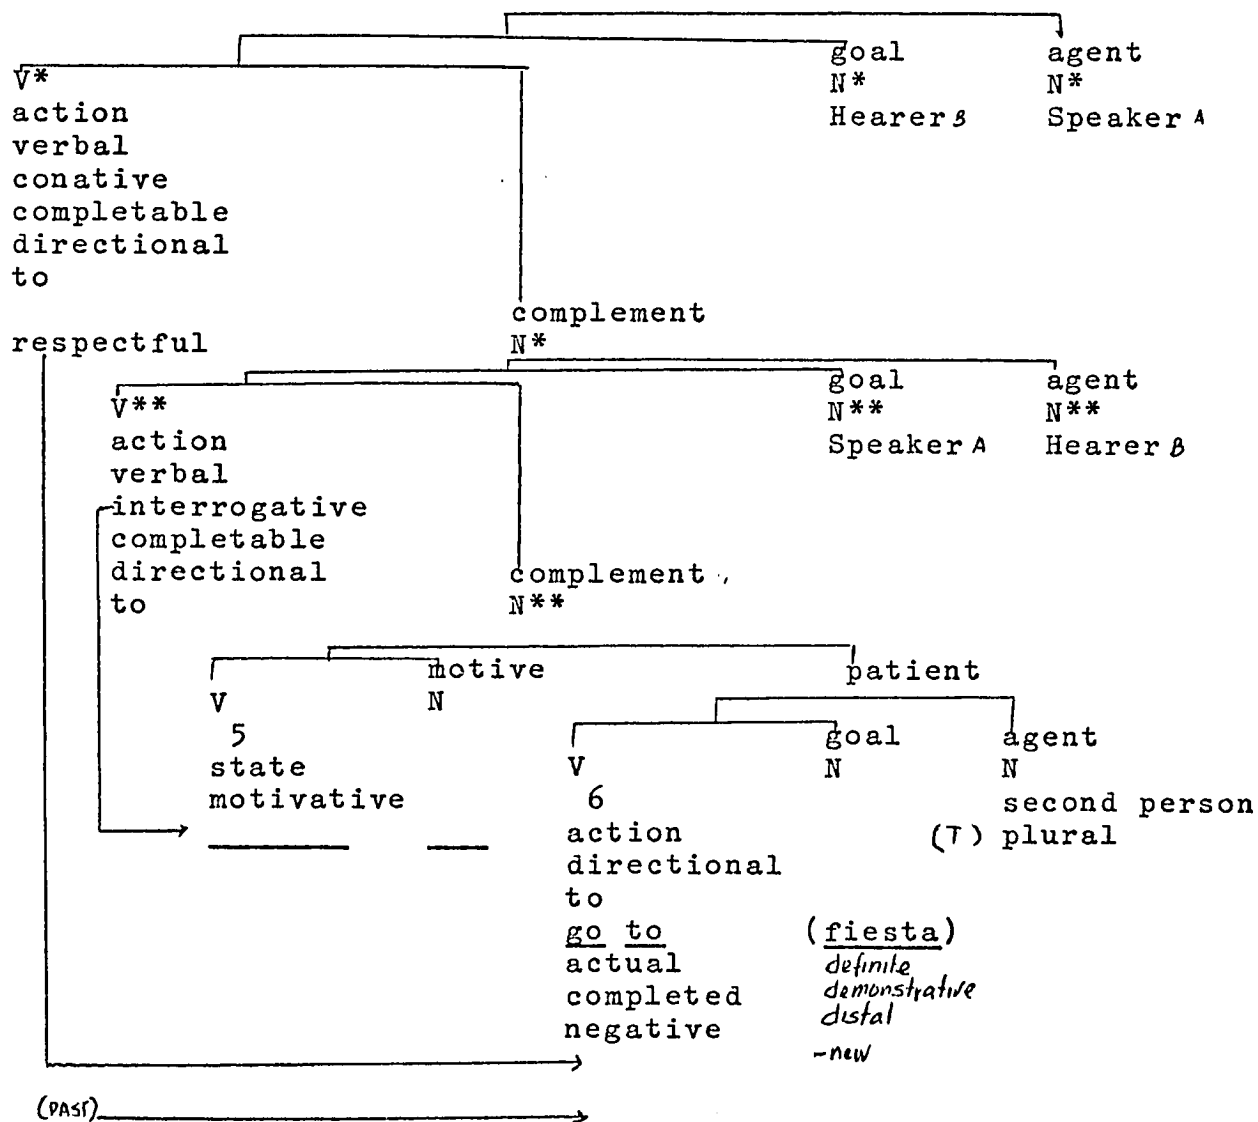 goal agent
V* N* N*
action Hearer B Speaker A
verbal
conative
completable
directional
to
complement
respectful N*
goal agent
V** N** N**
action Speaker A Hearer B
verbal
interrogative
completable
directional complement
to N**
motive patient
V N
5 goal agent
state V N N
motivative 6 second person
action (T) plural
directional
to
go to (fiesta)
actual definite
completed demonstrative
negative distal
-new
(PAST)